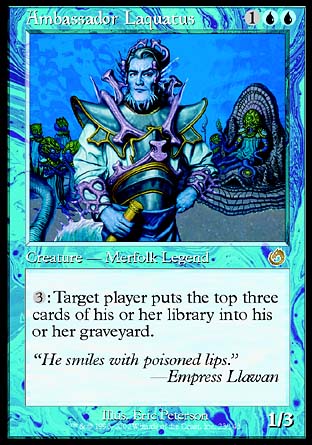 Ambassador Laquatus 1
Creature — Merfolk Legend
3: Target player puts the top three
cards of his or her library into his
or her graveyard.
“He smiles with poisoned lips.”
—Empress Llawan
Illus. Eric Peterson
1/3